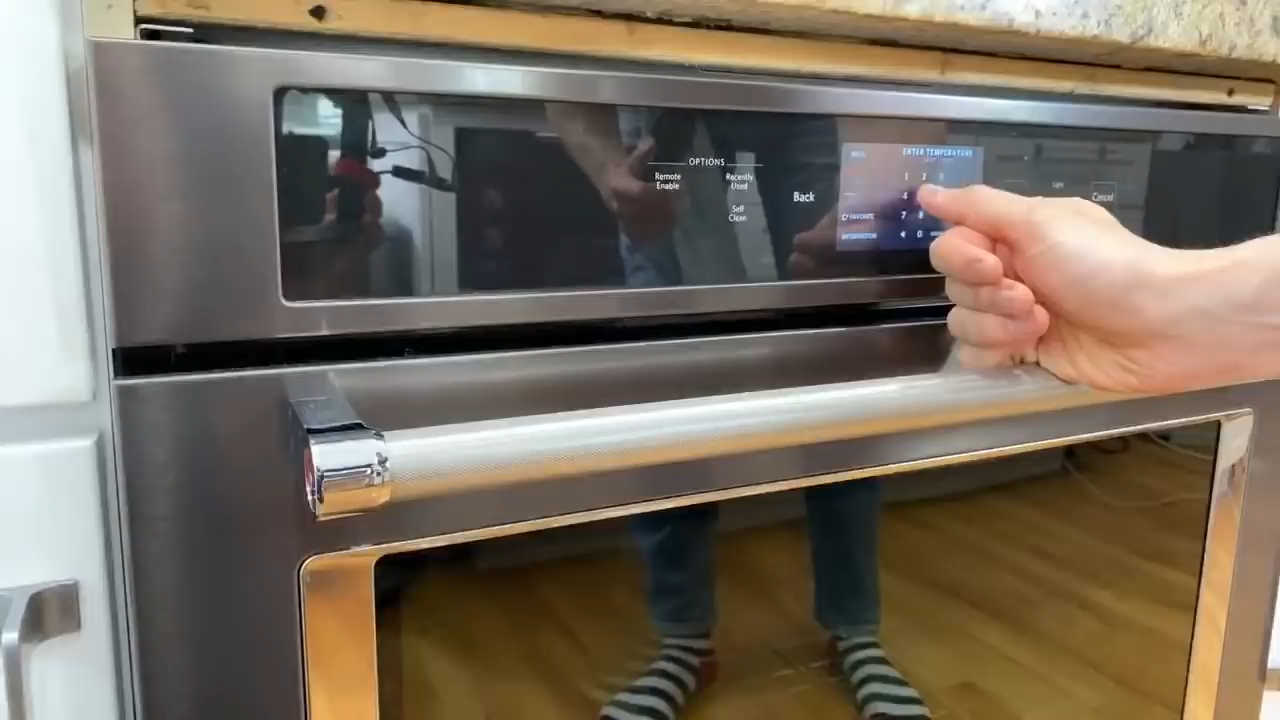 OPTIONS
Remote
Enable
Recently
Used
Self
Clean
Back
ENTER TEMPERATURE
1 2 3
4
FAVORITE
7 8
INFORMATION
0
Cancel